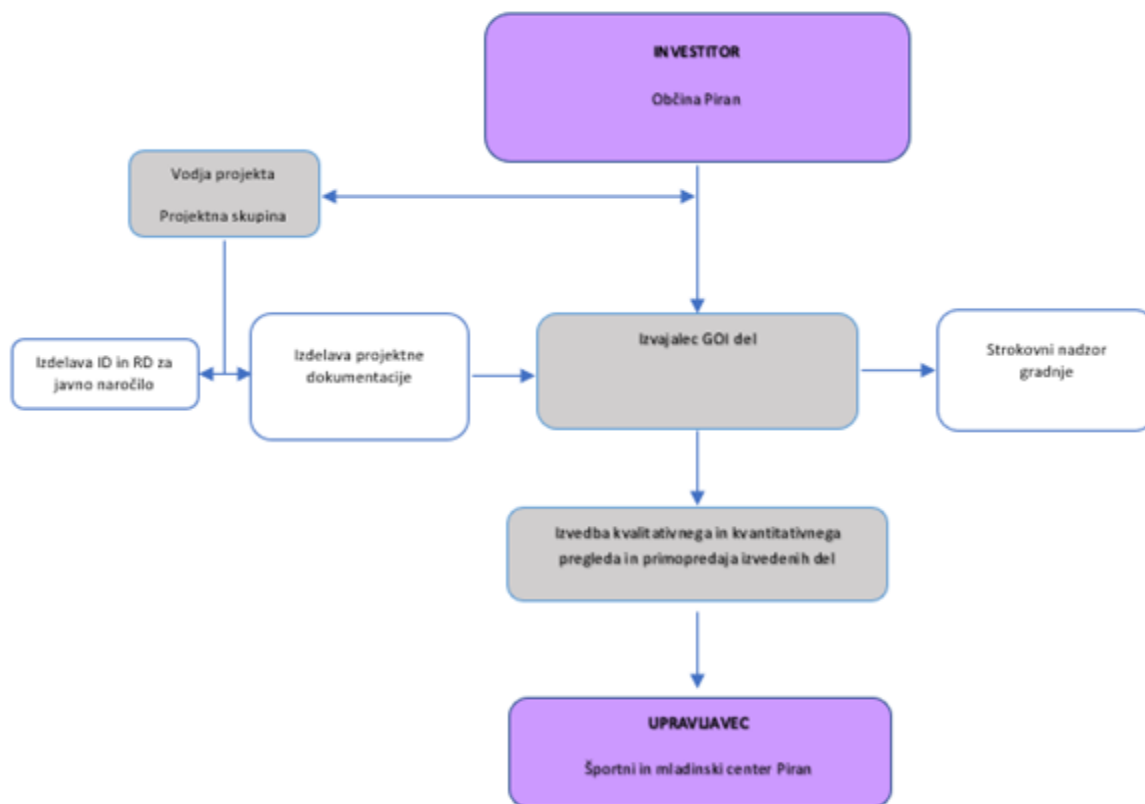 INVESTITOR
Občina Piran
Vodja projekta
Projektna skupina
Izdelava ID in RD za
javno naročilo
Izdelava projektne
dokumentacije
Izvajalec GOI del
Strokovni nadzor
gradnje
Izvedba kvalitativnega in kvantitativnega
pregleda in primopredaja izvedenih del
UPRAVLJAVEC
Športni in mladinski center Piran